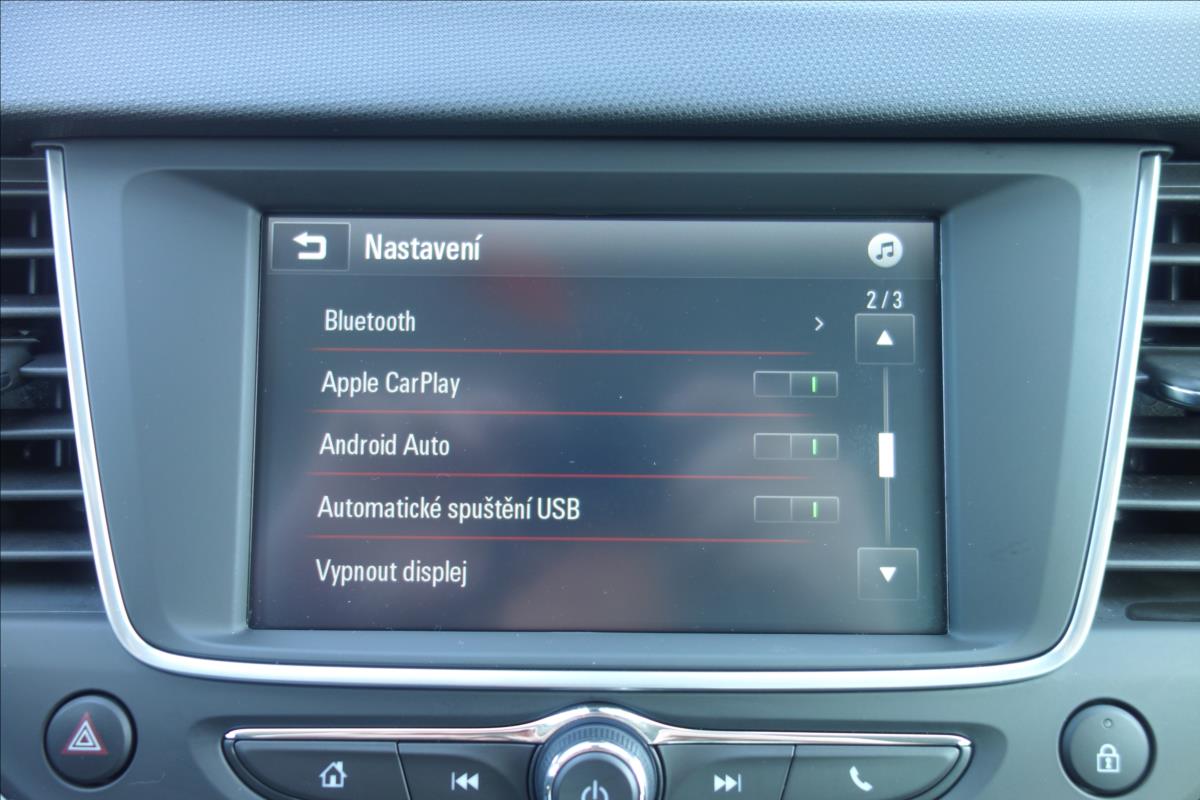 Nastavení
2/3
Bluetooth
Apple CarPlay
Android Auto
Automatické spuštění USB
Vypnout displej